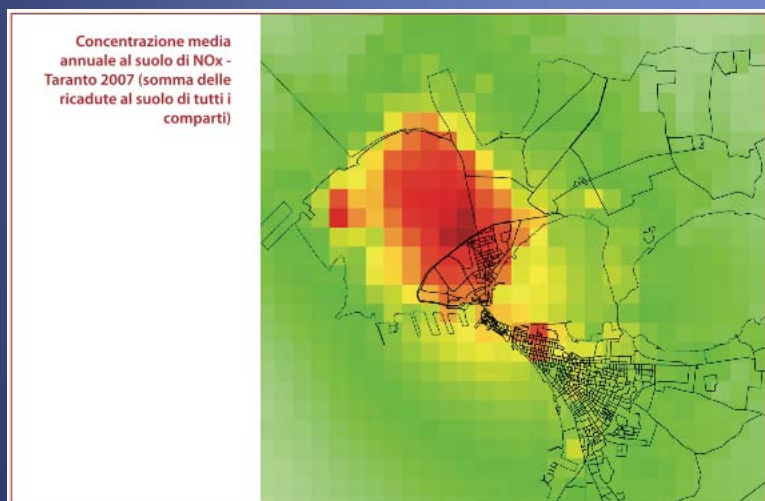 Concentrazione media
annuale al suolo di NOx -
Taranto 2007 (somma delle
ricadute al suolo di tutti i
comparti)